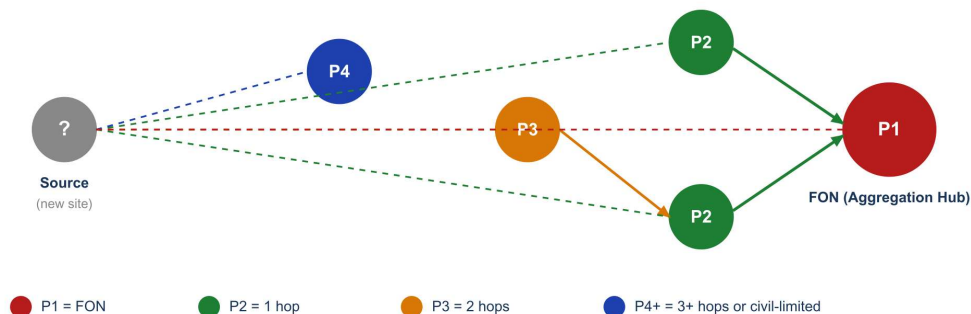 P2
P4
?
P3
P1
Source
(new site)
FON (Aggregation Hub)
P2
P1 = FON
P2 = 1 hop
P3 = 2 hops
P4+ = 3+ hops or civil-limited